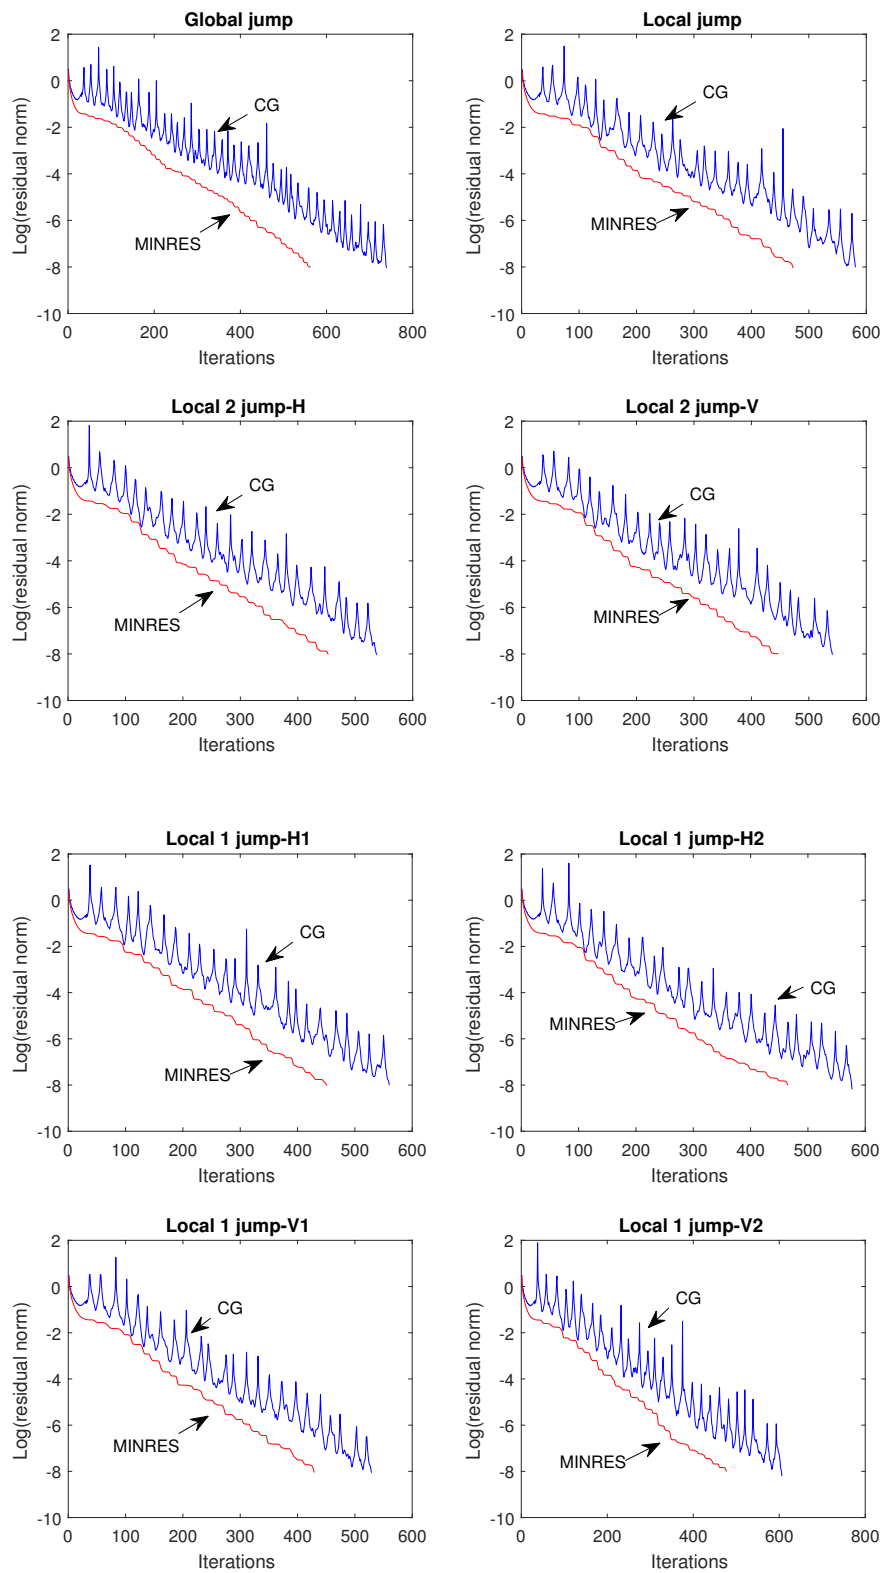 Global jump
2
0
-2
-4
-6
-8
-10
0 200 400 600 800
Log(residual norm)
Iterations
CG
MINRES
Local jump
2
0
-2
-4
-6
-8
-10
0 100 200 300 400 500 600
Log(residual norm)
Iterations
CG
MINRES
Local 2 jump-H
2
0
-2
-4
-6
-8
-10
0 100 200 300 400 500 600
Log(residual norm)
Iterations
CG
MINRES
Local 2 jump-V
2
0
-2
-4
-6
-8
-10
0 100 200 300 400 500 600
Log(residual norm)
Iterations
CG
MINRES
Local 1 jump-H1
2
0
-2
-4
-6
-8
-10
0 100 200 300 400 500 600
Log(residual norm)
Iterations
CG
MINRES
Local 1 jump-H2
2
0
-2
-4
-6
-8
-10
0 100 200 300 400 500 600
Log(residual norm)
Iterations
CG
MINRES
Local 1 jump-V1
2
0
-2
-4
-6
-8
-10
0 100 200 300 400 500 600
Log(residual norm)
Iterations
CG
MINRES
Local 1 jump-V2
2
0
-2
-4
-6
-8
-10
0 200 400 600 800
Log(residual norm)
Iterations
CG
MINRES